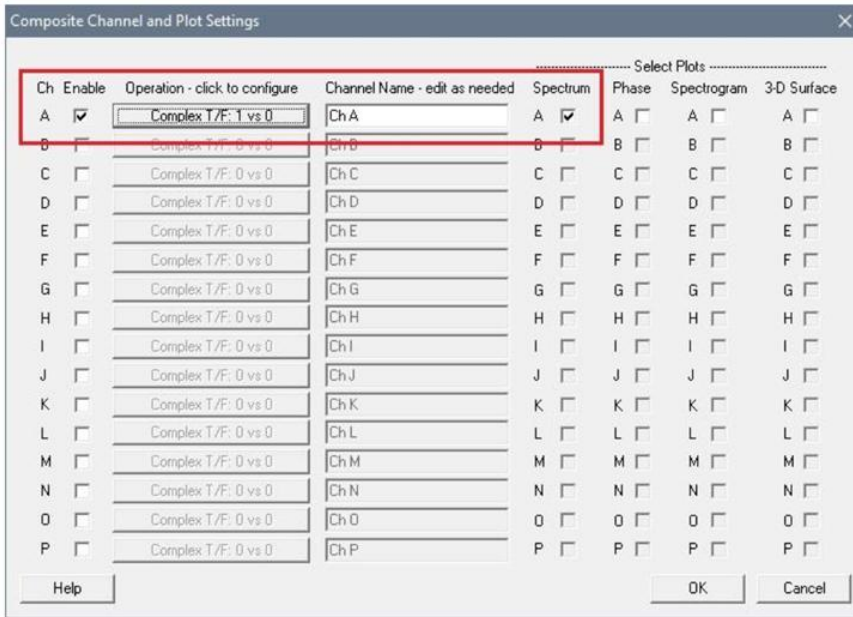 Composite Channel and Plot Settings
Select Plots
Ch Enable Operation - click to configure Channel Name - edit as needed Spectrum Phase Spectrogram 3-D Surface
A Complex T/F: 1 vs 0 Ch A A A A A
B Complex T/F: 0 vs 0 Ch B B B B B
C Complex T/F: 0 vs 0 Ch C C C C C
D Complex T/F: 0 vs 0 Ch D D D D D
E Complex T/F: 0 vs 0 Ch E E E E E
F Complex T/F: 0 vs 0 Ch F F F F F
G Complex T/F: 0 vs 0 Ch G G G G G
H Complex T/F: 0 vs 0 Ch H H H H H
I Complex T/F: 0 vs 0 Ch I I I I I
J Complex T/F: 0 vs 0 Ch J J J J J
K Complex T/F: 0 vs 0 Ch K K K K K
L Complex T/F: 0 vs 0 Ch L L L L L
M Complex T/F: 0 vs 0 Ch M M M M M
N Complex T/F: 0 vs 0 Ch N N N N N
O Complex T/F: 0 vs 0 Ch O O O O O
P Complex T/F: 0 vs 0 Ch P P P P P
Help OK Cancel